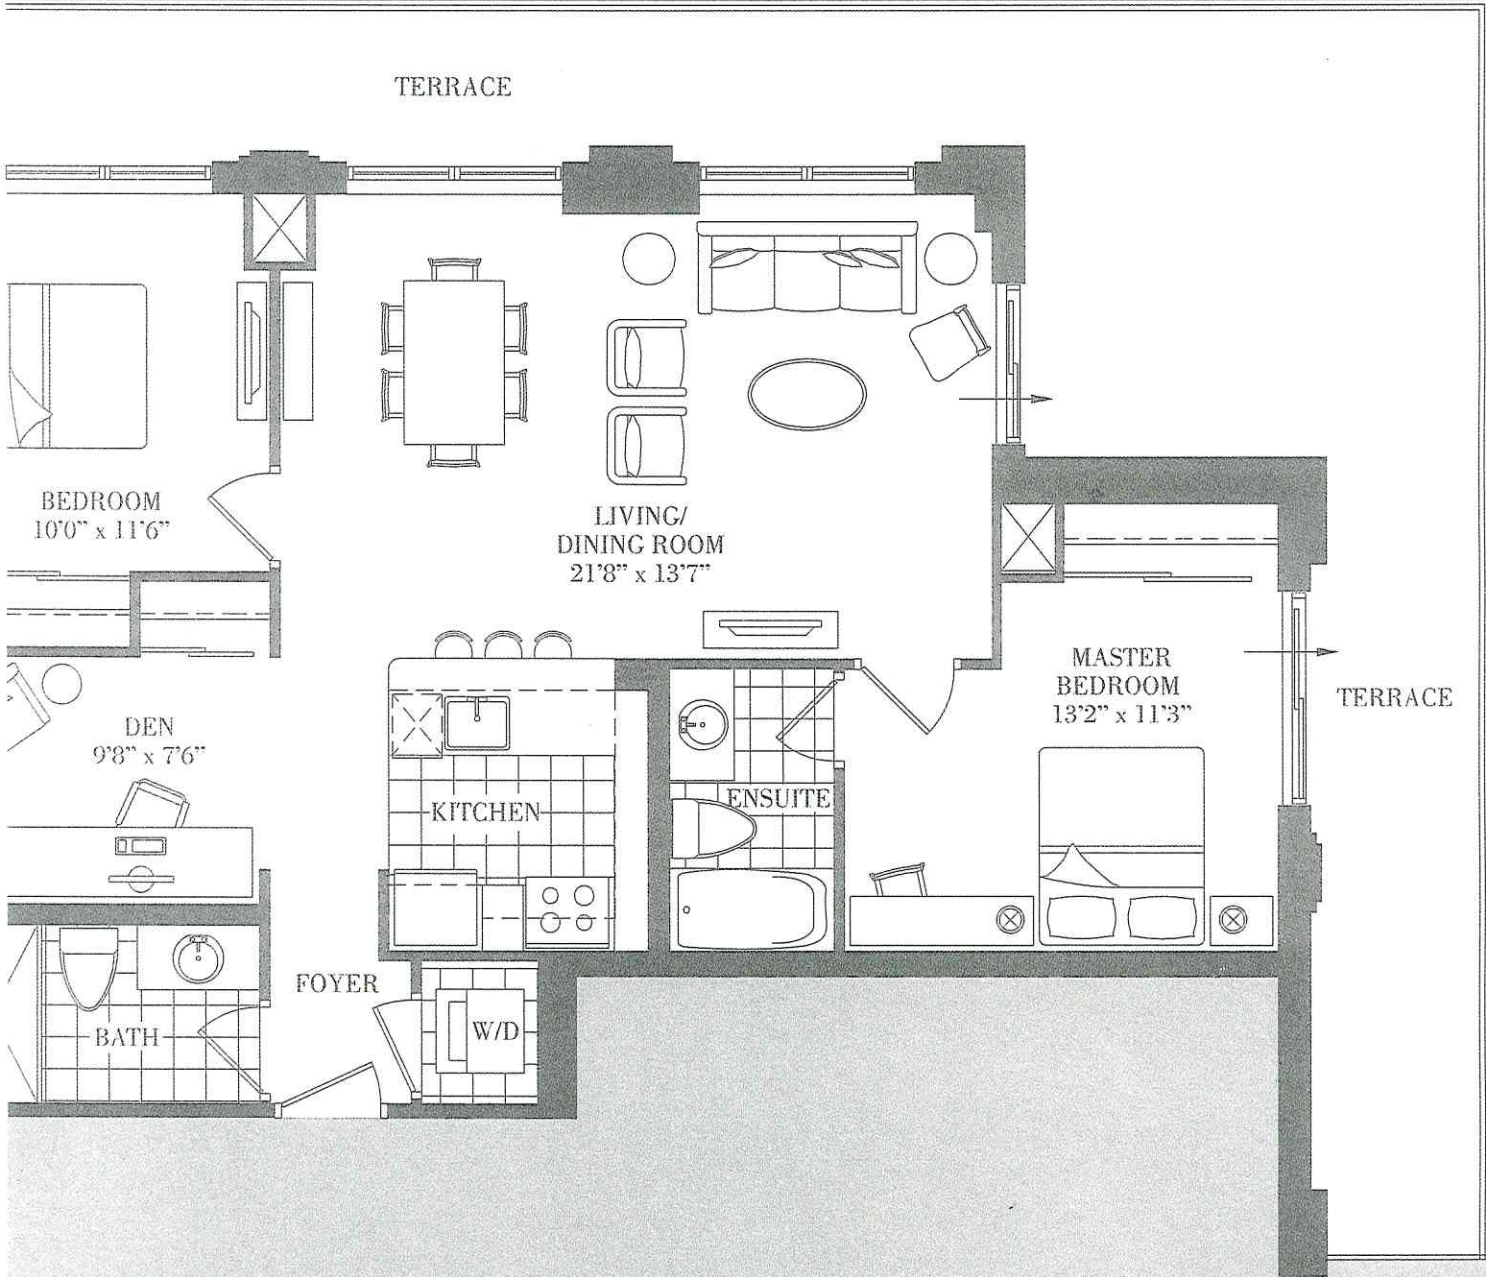 TERRACE
BEDROOM
10'0" x 11'6"
LIVING/
DINING ROOM
21'8" x 13'7"
MASTER
BEDROOM
13'2" x 11'3"
TERRACE
DEN
9'8" x 7'6"
KITCHEN
ENSUITE
FOYER
BATH
W/D